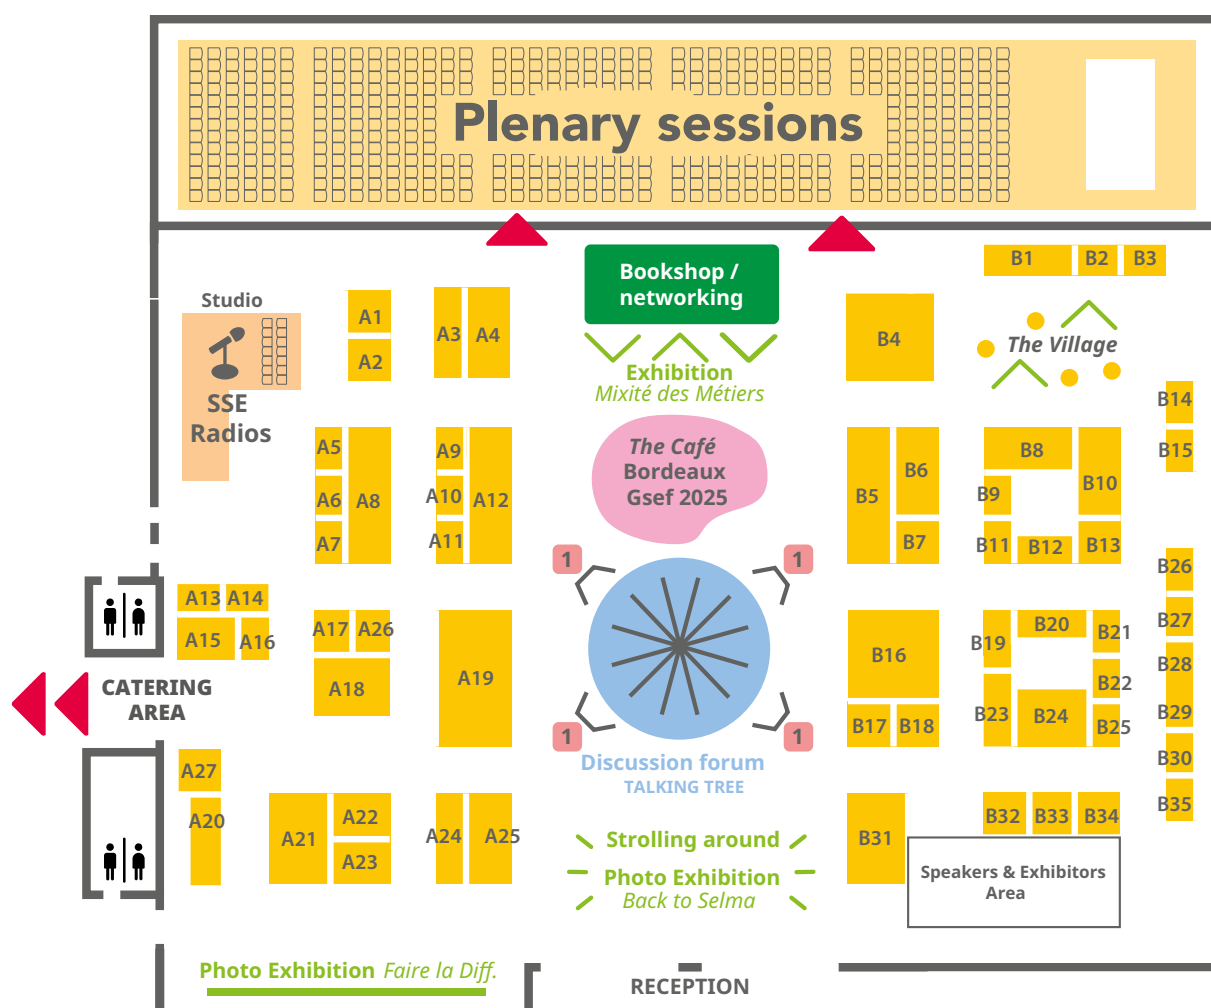 Plenary sessions
Bookshop /
networking
B1
B2
B3
Studio
A1
A2
A3
A4
B4
The Village
Exhibition
Mixité des Métiers
SSE
Radios
B14
B15
A5
A6
A7
A8
A9
A10
A11
A12
The Café
Bordeaux
Gsef 2025
B5
B6
B7
B8
B9
B10
B11
B12
B13
1
1
B26
B27
B28
B29
B30
B35
A13
A14
A15
A16
A17
A26
A18
A19
B16
B17
B18
B19
B20
B21
B22
B23
B24
B25
CATERING
AREA
1
1
Discussion forum
TALKING TREE
A27
A20
A21
A22
A23
A24
A25
Strolling around
Photo Exhibition
Back to Selma
B31
B32
B33
B34
Speakers & Exhibitors
Area
Photo Exhibition Faire la Diff.
RECEPTION